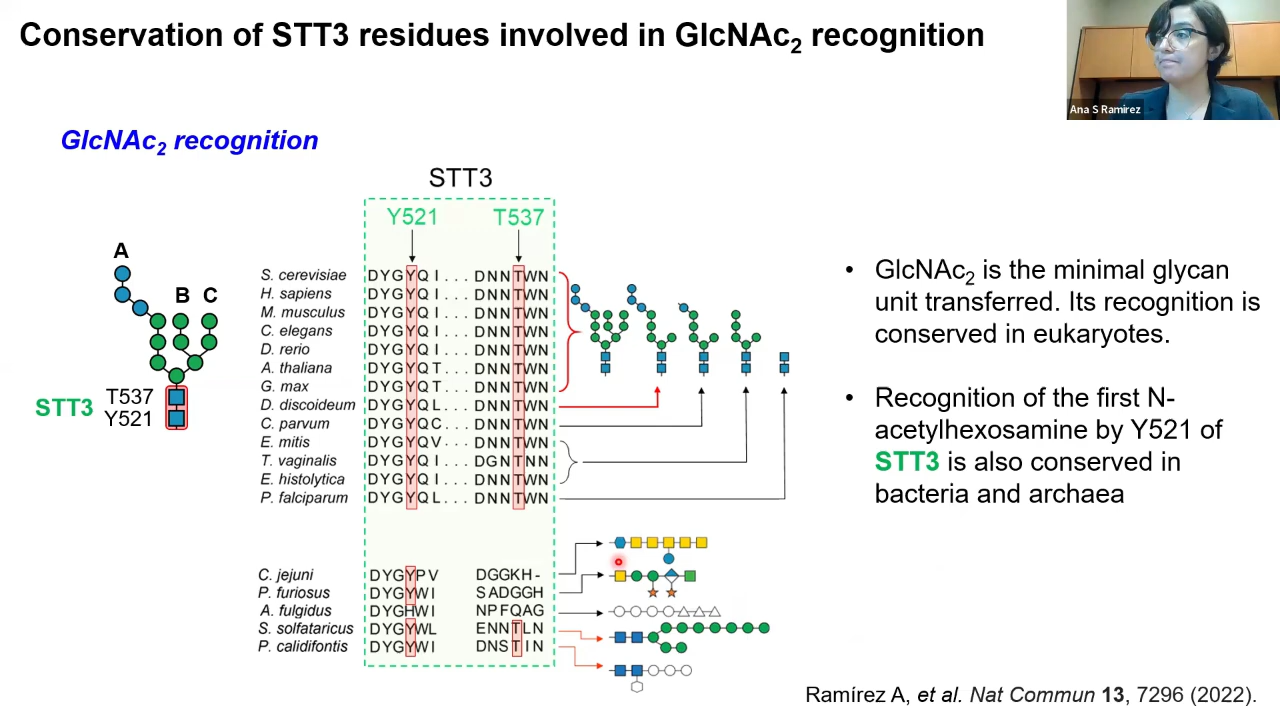 Conservation of STT3 residues involved in GlcNAc₂ recognition
Ana S Ramirez
GlcNAc₂ recognition
STT3
Y521 T537
A
B C
T537
STT3
Y521
S. cerevisiae DYGYQI...DNNTWN
H. sapiens DYGYQI...DNNTWN
M. musculus DYGYQI...DNNTWN
C. elegans DYGYQI...DNNTWN
D. rerio DYGYQI...DNNTWN
A. thaliana DYGYQT...DNNTWN
G. max DYGYQT...DNNTWN
D. discoideum DYGYQL...DNNTWN
C. parvum DYGYQC...DNNTWN
E. mitis DYGYQV...DNNTWN
T. vaginalis DYGYQI...DGNTNN
E. histolytica DYGYQI...DNNTWN
P. falciparum DYGYQL...DNNTWN
C. jejuni DYGYPV DGGKH-
P. furiosus DYGYWI SADGGH
A. fulgidus DYGHWI NPFQAG
S. solfataricus DYGYWL ENNTLN
P. calidifontis DYGYWI DNSTIN
• GlcNAc₂ is the minimal glycan
unit transferred. Its recognition is
conserved in eukaryotes.
• Recognition of the first N-
acetylhexosamine by Y521 of
STT3 is also conserved in
bacteria and archaea
Ramírez A, et al. Nat Commun 13, 7296 (2022).